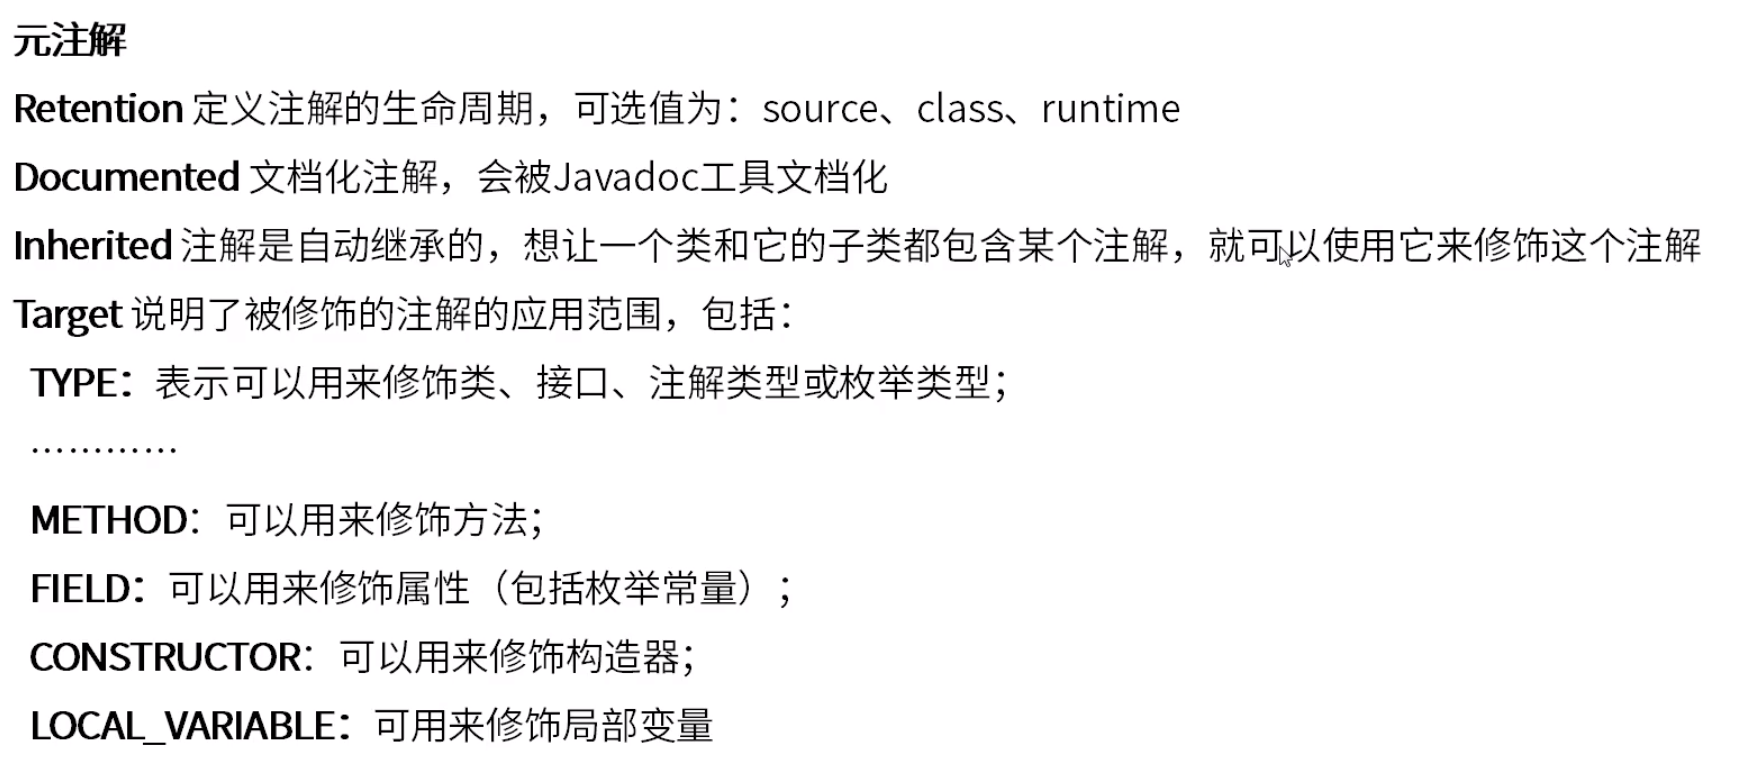 元注解
Retention 定义注解的生命周期，可选值为：source、class、runtime
Documented 文档化注解，会被Javadoc工具文档化
Inherited 注解是自动继承的，想让一个类和它的子类都包含某个注解，就可以使用它来修饰这个注解
Target 说明了被修饰的注解的应用范围，包括：
TYPE：表示可以用来修饰类、接口、注解类型或枚举类型；
…………
METHOD：可以用来修饰方法；
FIELD：可以用来修饰属性（包括枚举常量）；
CONSTRUCTOR：可以用来修饰构造器；
LOCAL_VARIABLE：可用来修饰局部变量